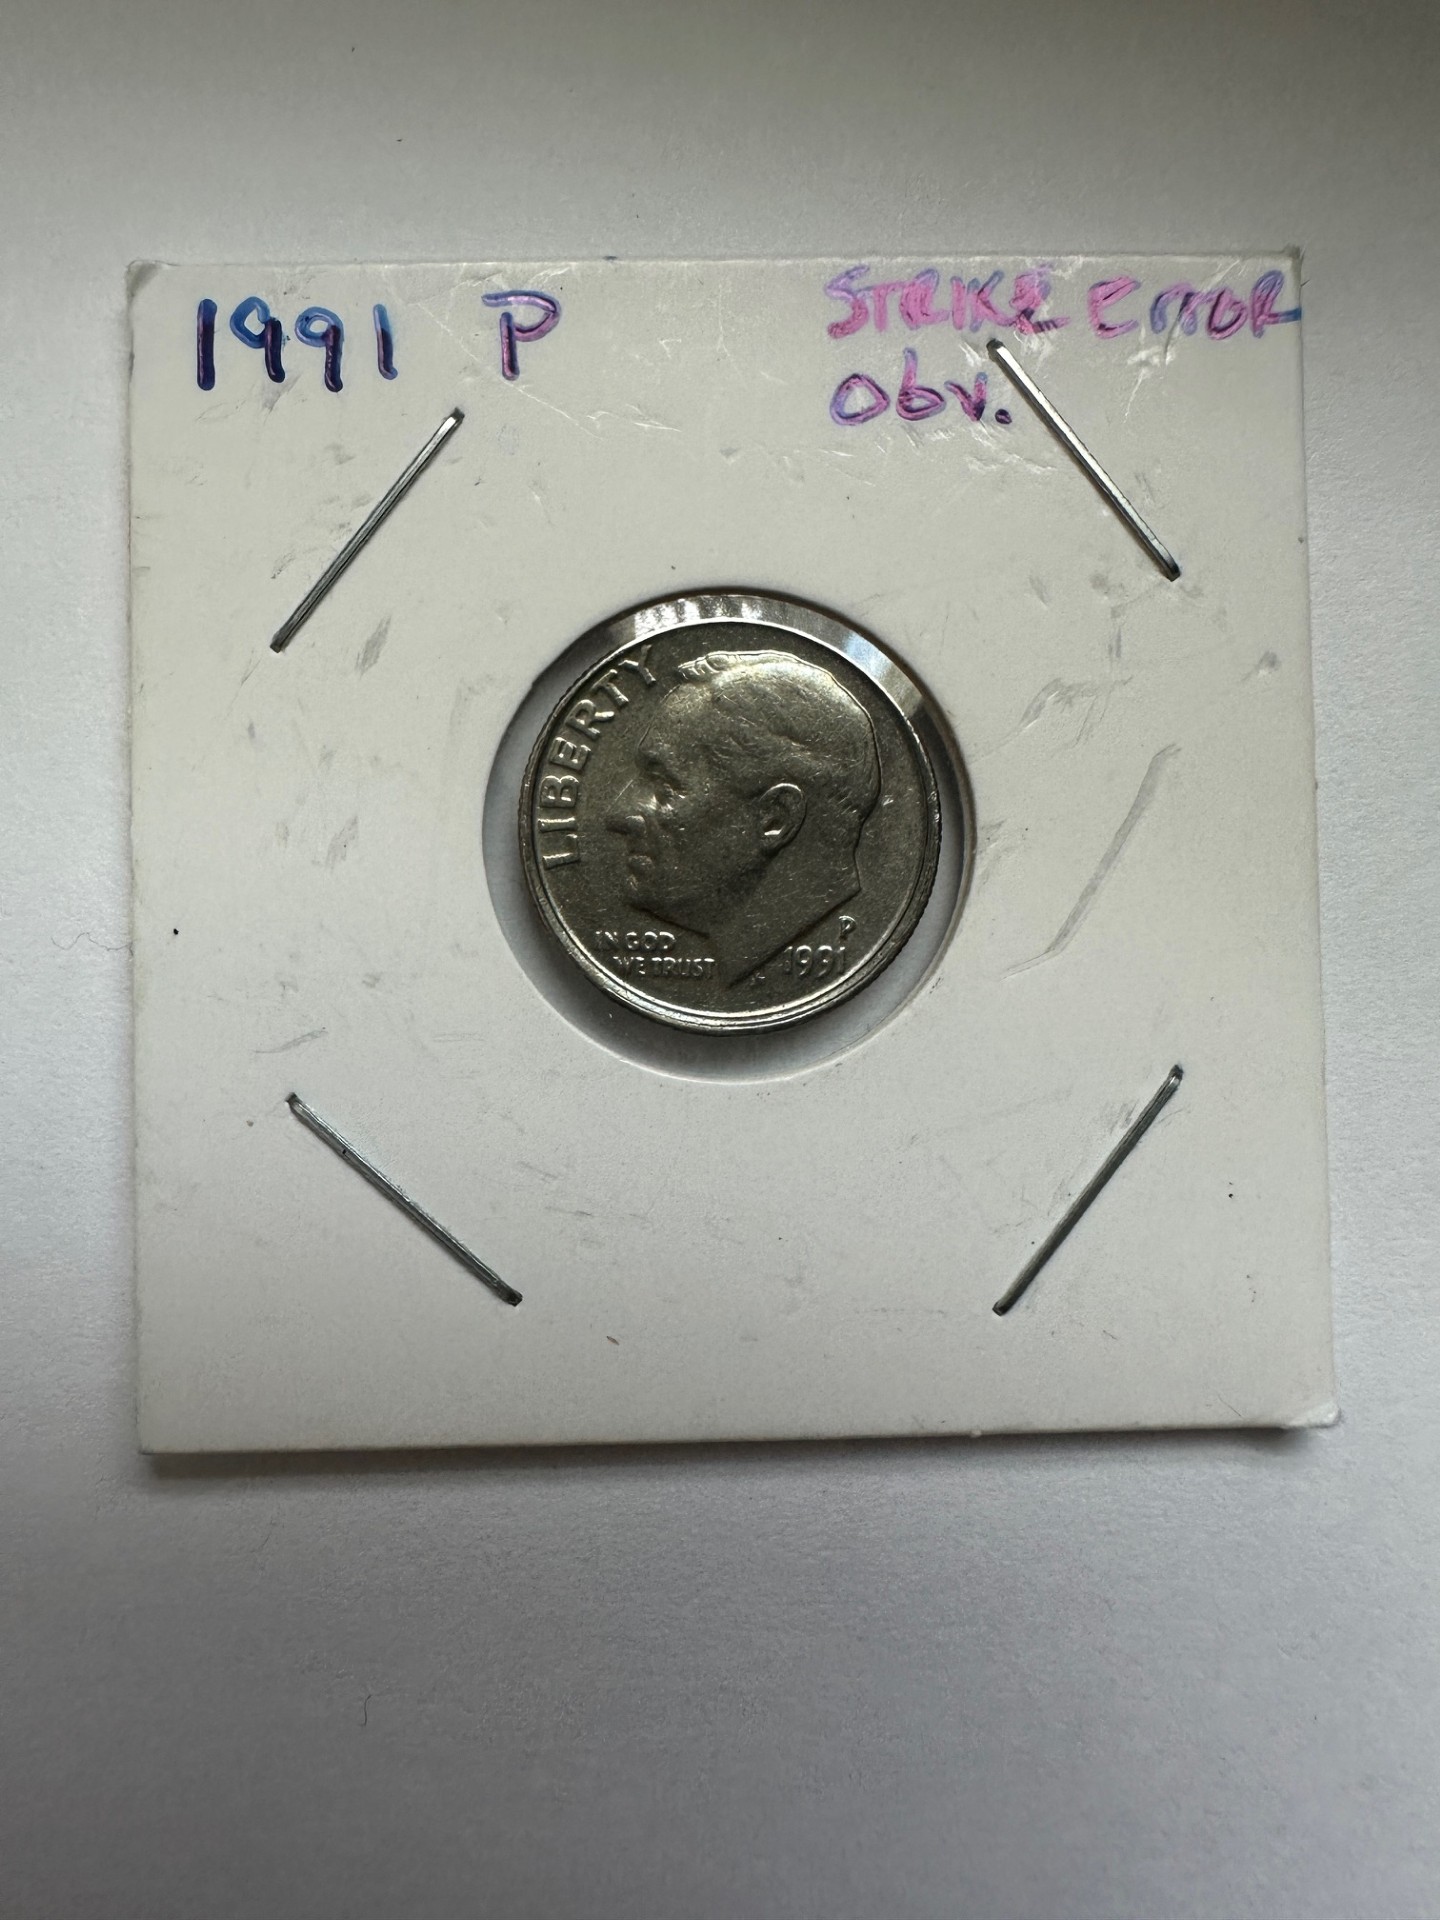 1991 P STRIKE ERROR
Obv.
LIBERTY
IN GOD
WE TRUST
P
1991